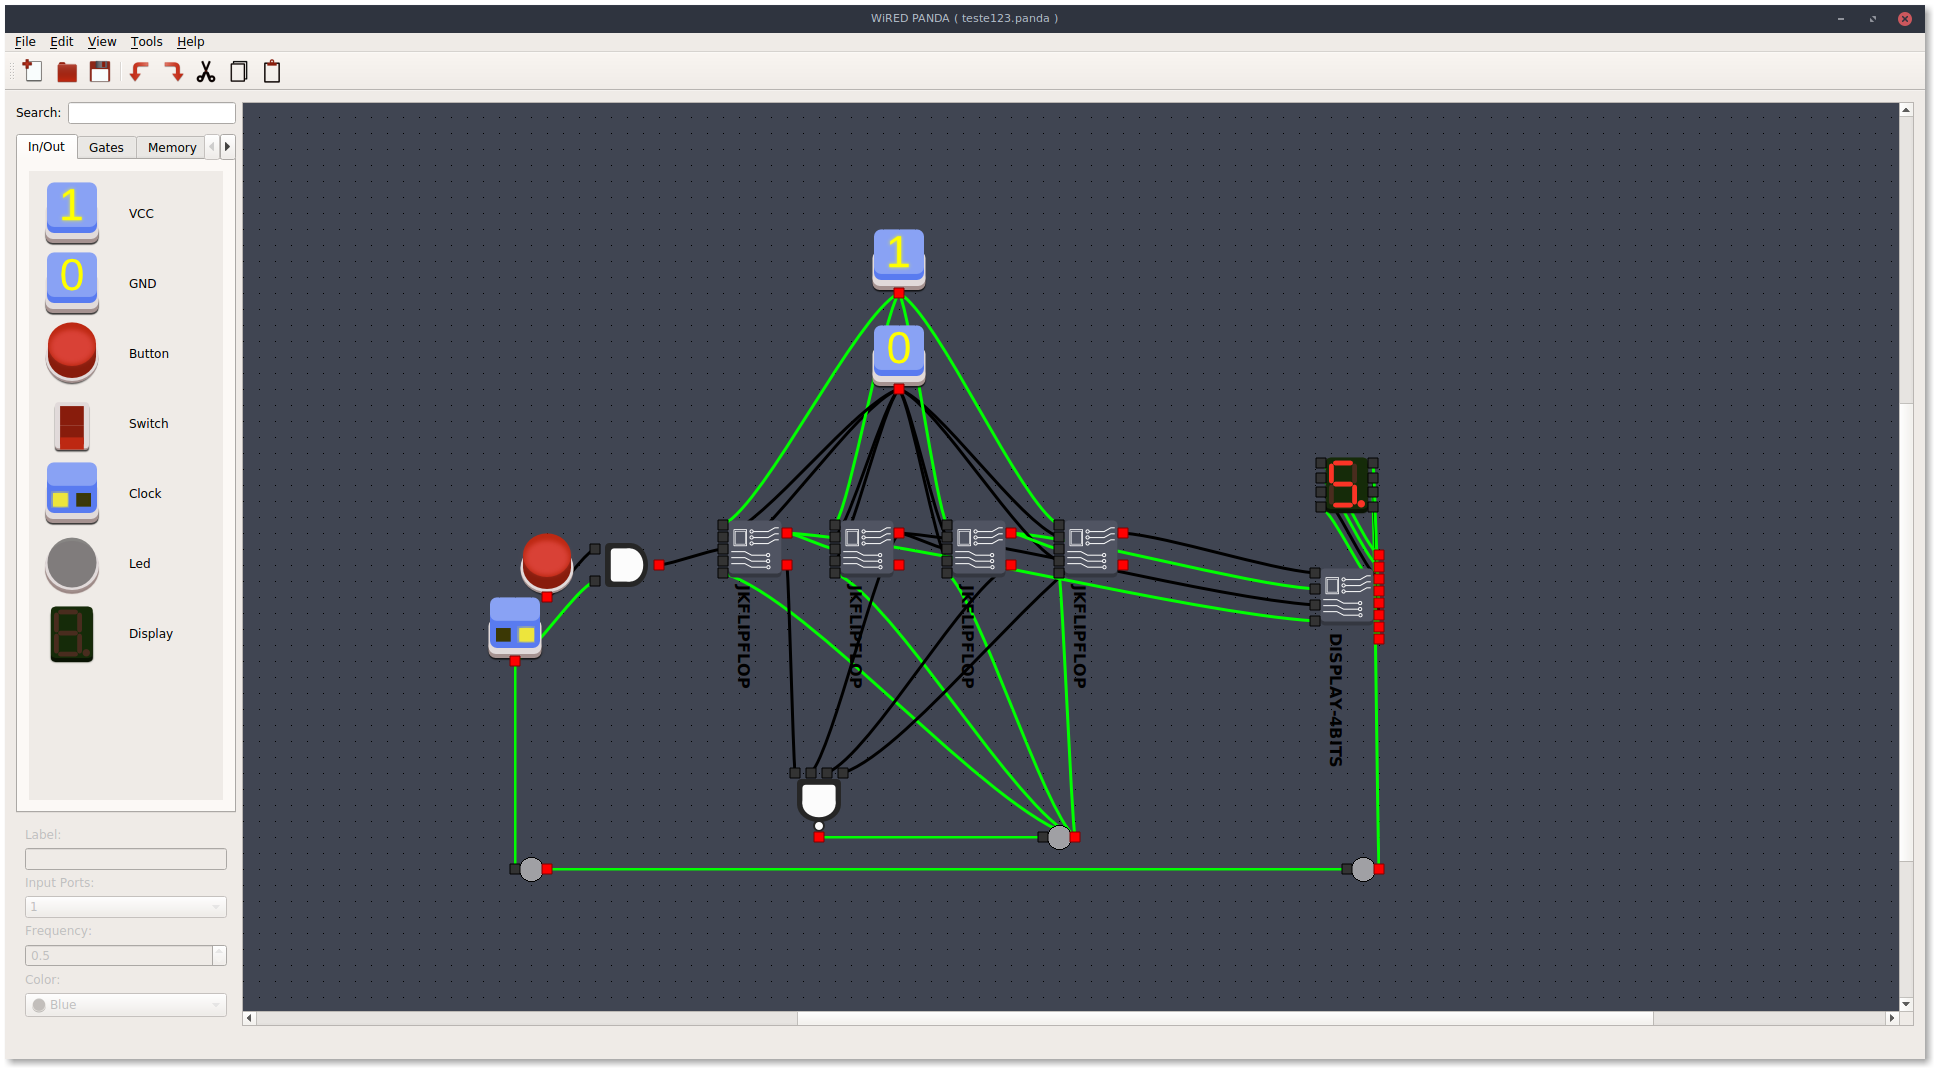 WiRED PANDA ( teste123.panda )
File Edit View Tools Help
Search:
In/Out Gates Memory
1 VCC
0 GND
Button
Switch
Clock
Led
8. Display
Label:
Input Ports:
1
Frequency:
0.5
Color:
Blue
1
0
5.
JKFLIPFLOP
JKFLIPFLOP
JKFLIPFLOP
JKFLIPFLOP
DISPLAY-4BITS